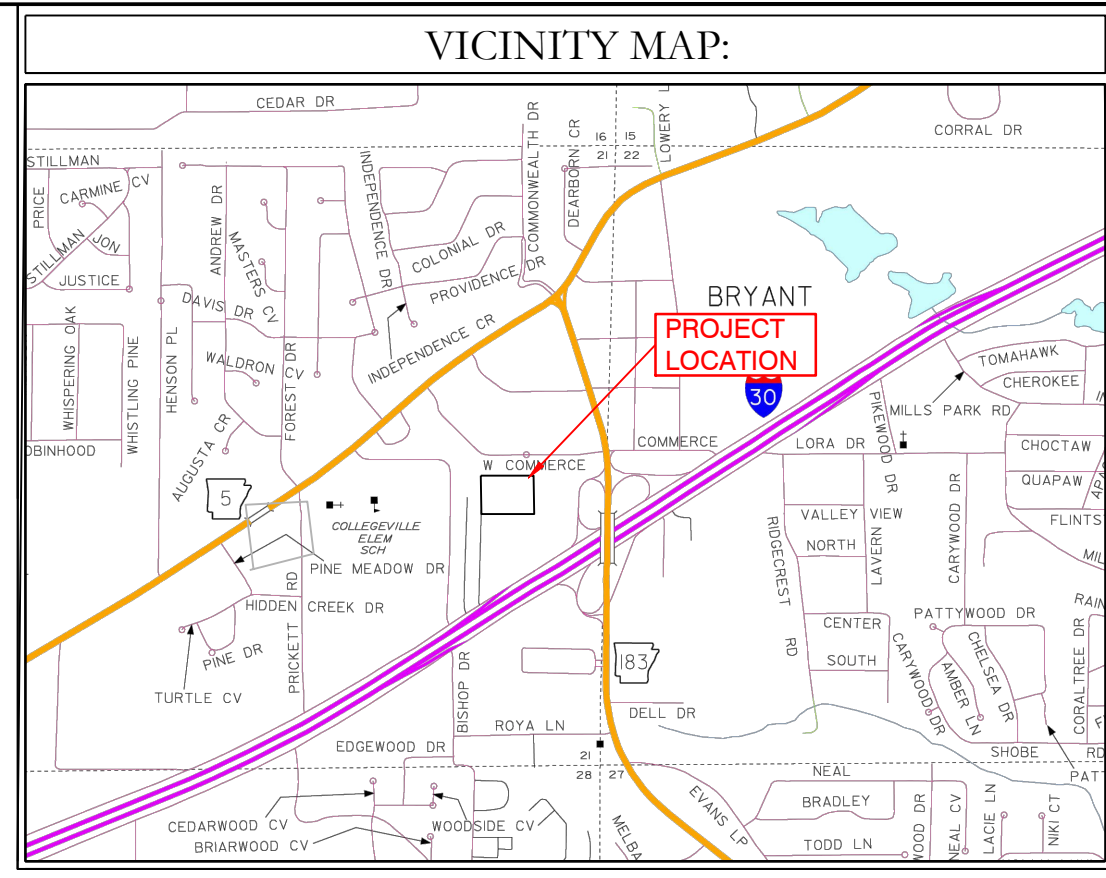 VICINITY MAP:
CEDAR DR
COMMONWEALTH DR
DEARBORN CR
16 15
21 22
LOWERY L
CORRAL DR
STILLMAN
PRICE
CARMINE CV
STILLMAN
JON
JUSTICE
ANDREW DR
MASTERS CV
INDEPENDENCE DR
COLONIAL DR
PROVIDENCE DR
DAVIS DR
WALDRON CV
INDEPENDENCE CR
BRYANT
PROJECT
LOCATION
30
WHISPERING OAK
WHISTLING PINE
HENSON PL
FOREST DR
OBINHOOD
AUGUSTA CR
5
COLLEGEVILLE
ELEM
SCH
W COMMERCE
COMMERCE
LORA DR
PIKEWOOD DR
MILLS PARK RD
TOMAHAWK
CHEROKEE
CHOCTAW
QUAPAW
APA
FLINTS
MIL
PINE MEADOW DR
HIDDEN CREEK DR
PRICKETT RD
PINE DR
TURTLE CV
BISHOP DR
RIDGECREST RD
VALLEY VIEW
NORTH
LAVERN
CARYWOOD DR
CENTER
SOUTH
PATTYWOOD DR
CARYWOOD DR
AMBER LN
CHELSEA DR
CORALTREE DR
RAIN
183
DELL DR
ROYA LN
EDGEWOOD DR
21
28 27
SHOBE RD
PATT
NEAL
BRADLEY
TODD LN
EVANS LP
MELBA
WOOD DR
NEAL CV
LACIE LN
NIKI CT
CEDARWOOD CV
BRIARWOOD CV
WOODSIDE CV